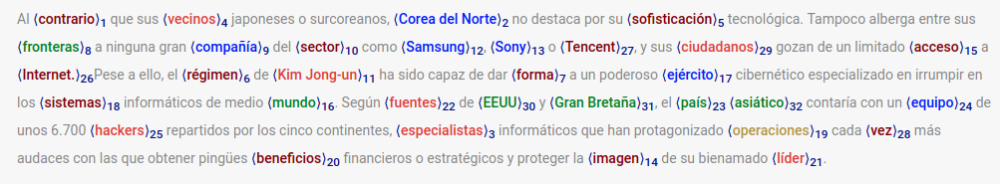 Al ⟨contrario⟩1 que sus ⟨vecinos⟩4 japoneses o surcoreanos, ⟨Corea del Norte⟩2 no destaca por su ⟨sofisticación⟩5 tecnológica. Tampoco alberga entre sus
⟨fronteras⟩8 a ninguna gran ⟨compañía⟩9 del ⟨sector⟩10 como ⟨Samsung⟩12, ⟨Sony⟩13 o ⟨Tencent⟩27, y sus ⟨ciudadanos⟩29 gozan de un limitado ⟨acceso⟩15 a
⟨Internet.⟩26Pese a ello, el ⟨régimen⟩6 de ⟨Kim Jong-un⟩11 ha sido capaz de dar ⟨forma⟩7 a un poderoso ⟨ejército⟩17 cibernético especializado en irrumpir en
los ⟨sistemas⟩18 informáticos de medio ⟨mundo⟩16. Según ⟨fuentes⟩22 de ⟨EEUU⟩30 y ⟨Gran Bretaña⟩31, el ⟨país⟩23 ⟨asiático⟩32 contaría con un ⟨equipo⟩24 de
unos 6.700 ⟨hackers⟩25 repartidos por los cinco continentes, ⟨especialistas⟩3 informáticos que han protagonizado ⟨operaciones⟩19 cada ⟨vez⟩28 más
audaces con las que obtener pingües ⟨beneficios⟩20 financieros o estratégicos y proteger la ⟨imagen⟩14 de su bienamado ⟨líder⟩21.